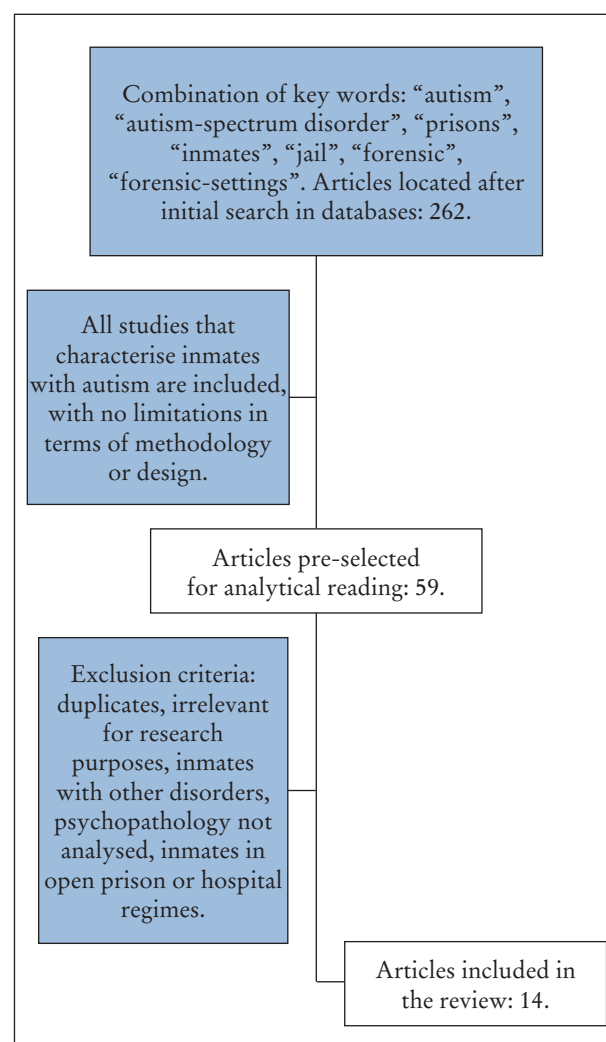 Combination of key words: “autism”,
“autism-spectrum disorder”, “prisons”,
“inmates”, “jail”, “forensic”,
“forensic-settings”. Articles located after
initial search in databases: 262.
All studies that
characterise inmates
with autism are included,
with no limitations in
terms of methodology
or design.
Articles pre-selected
for analytical reading: 59.
Exclusion criteria:
duplicates, irrelevant
for research
purposes, inmates
with other disorders,
psychopathology not
analysed, inmates in
open prison or hospital
regimes.
Articles included in
the review: 14.